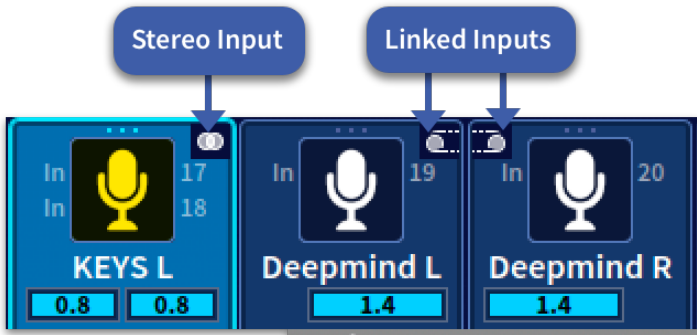 Stereo Input
Linked Inputs
In 17
In 18
KEYS L
0.8 0.8
In 19
Deepmind L
1.4
In 20
Deepmind R
1.4